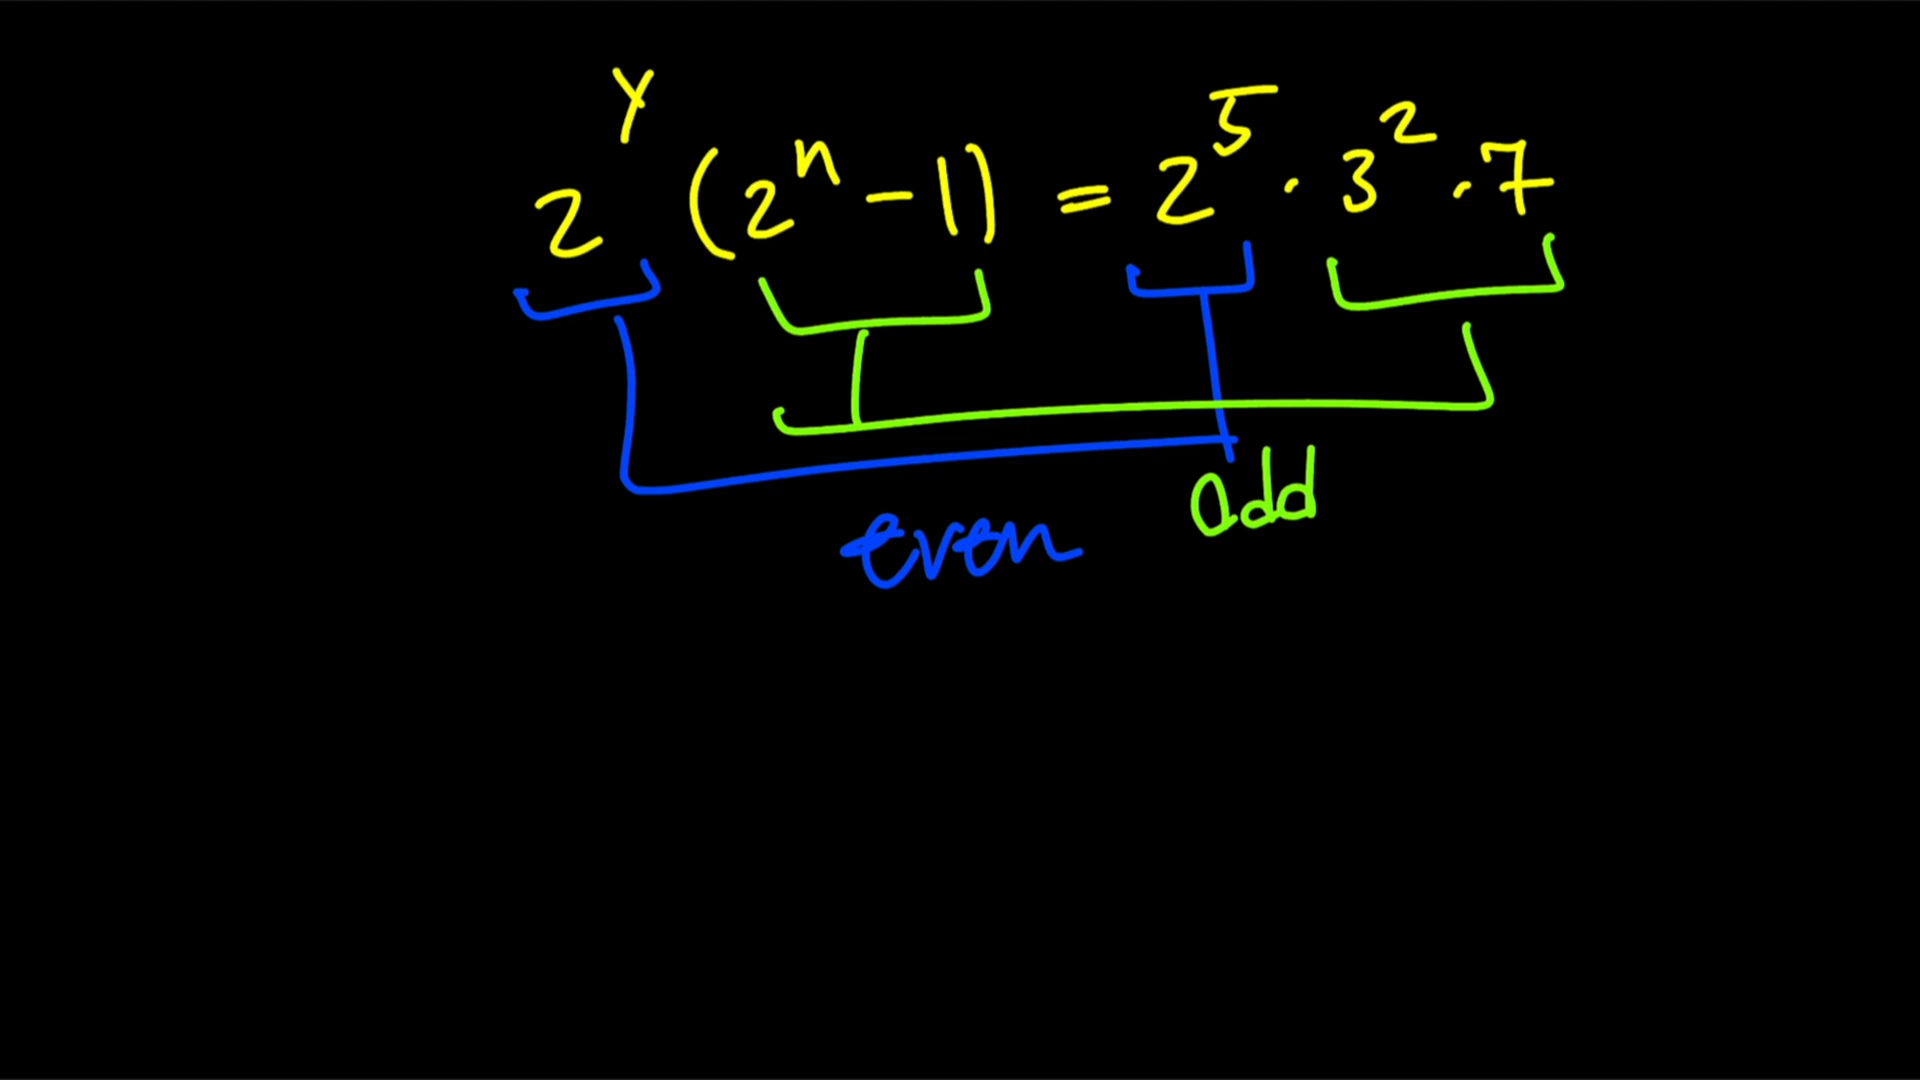 2^y (2^n - 1) = 2^5 · 3^2 · 7
odd
even